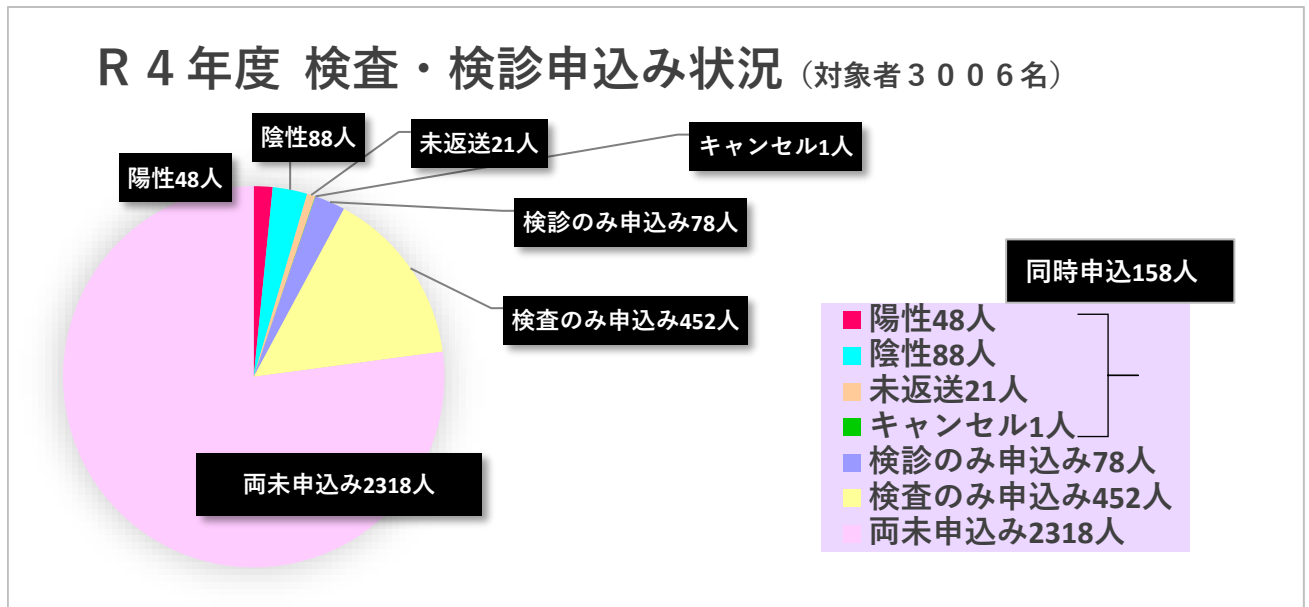 R４年度 検査・検診申込み状況（対象者３００６名）
陽性48人
陰性88人
未返送21人
キャンセル1人
検診のみ申込み78人
検査のみ申込み452人
両未申込み2318人
同時申込158人
陽性48人
陰性88人
未返送21人
キャンセル1人
検診のみ申込み78人
検査のみ申込み452人
両未申込み2318人